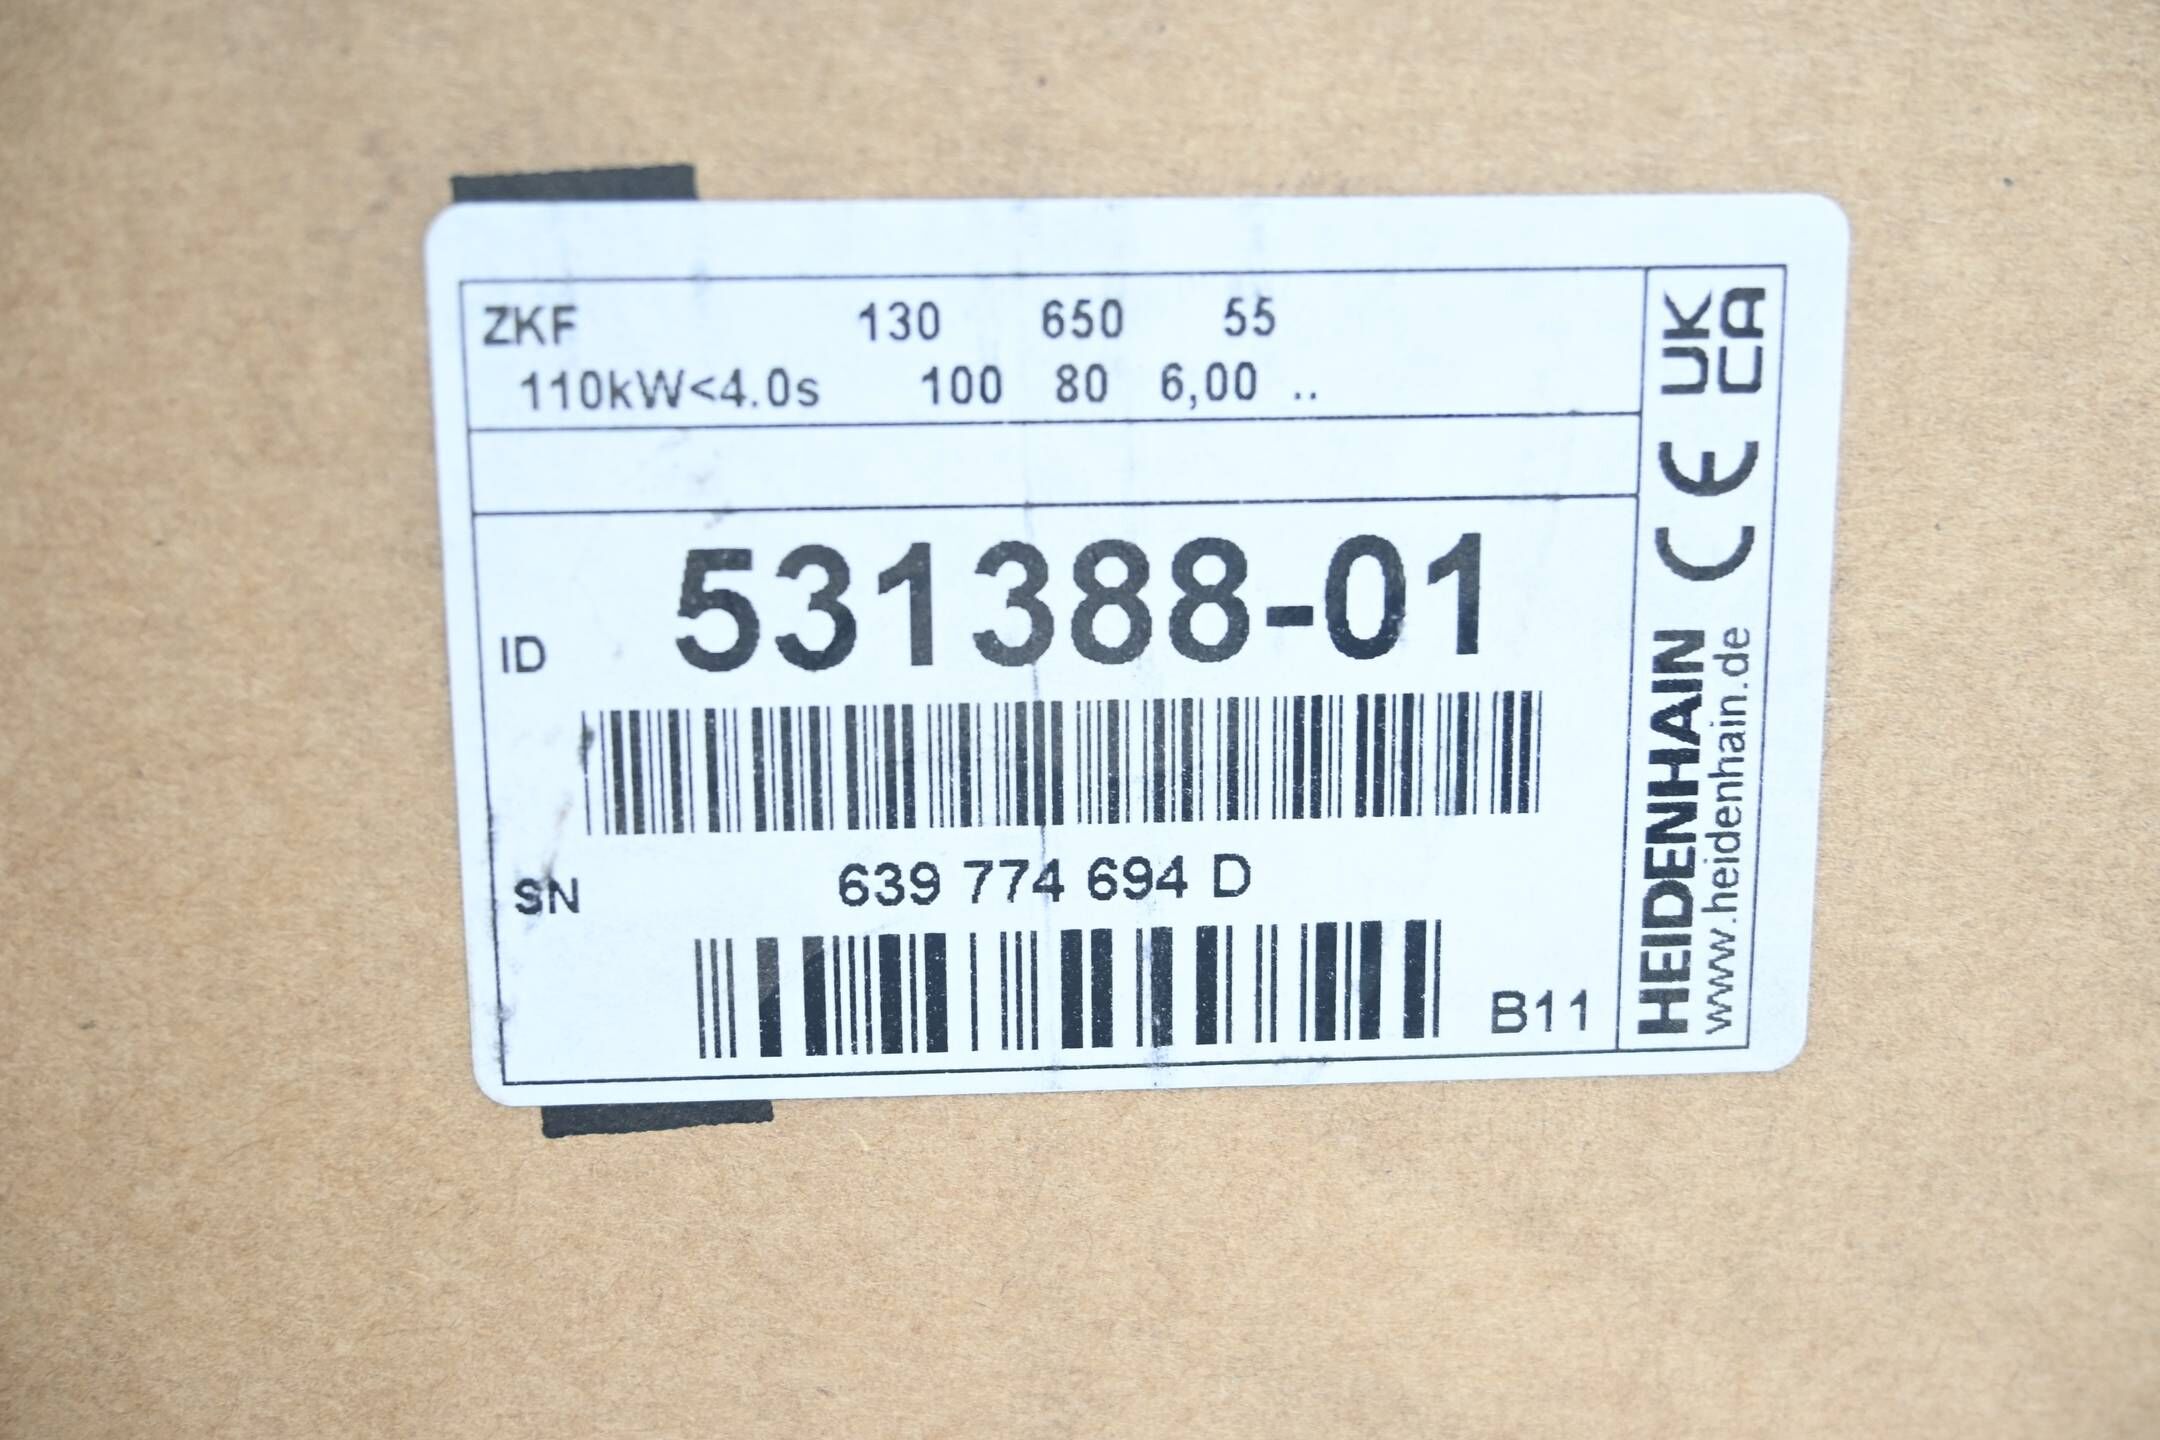 ZKF 130 650 55
110kW<4.0s 100 80 6,00 ..
ID 531388-01
SN 639 774 694 D
B11
HEIDENHAIN CE UK CA
www.heidenhain.de